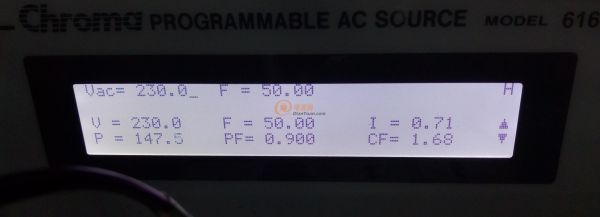 Chroma PROGRAMMABLE AC SOURCE MODEL 616
Vac= 230.0_ F = 50.00 H
V = 230.0 F = 50.00 I = 0.71
P = 147.5 PF= 0.900 CF= 1.68